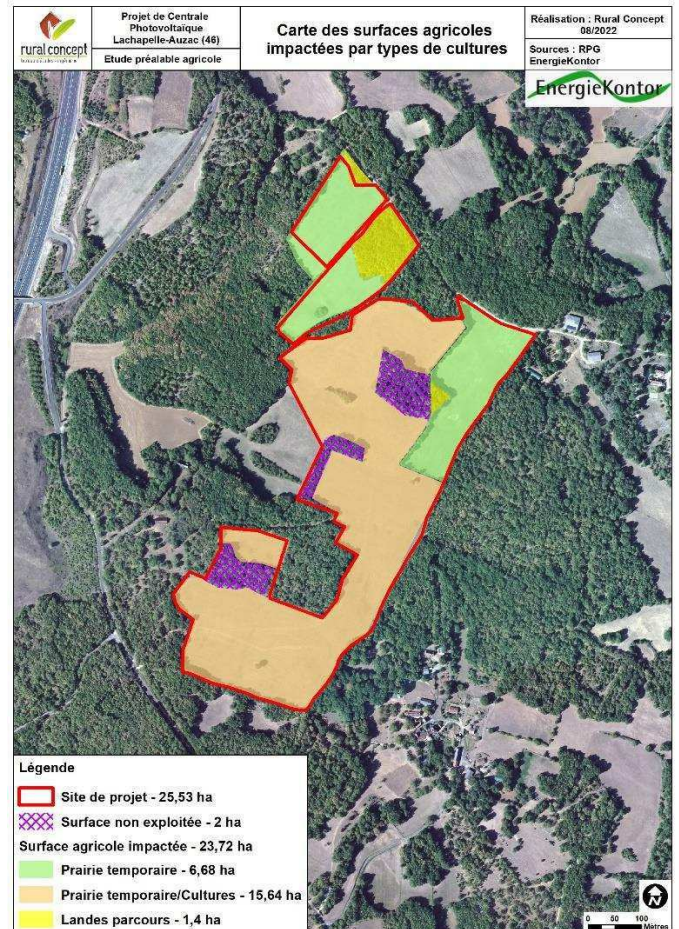 rural concept
Projet de Centrale
Photovoltaïque
Lachapelle-Auzac (46)
Etude préalable agricole
Carte des surfaces agricoles
impactées par types de cultures
Réalisation : Rural Concept
08/2022
Sources : RPG
EnergieKontor
EnergieKontor
Légende
Site de projet - 25,53 ha
Surface non exploitée - 2 ha
Surface agricole impactée - 23,72 ha
Prairie temporaire - 6,68 ha
Prairie temporaire/Cultures - 15,64 ha
Landes parcours - 1,4 ha
N
0 50 100
Mètres